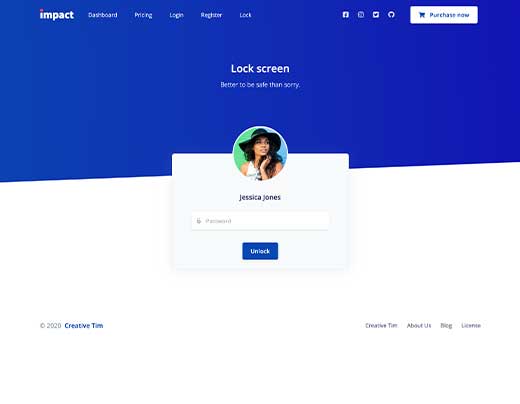 impact Dashboard Pricing Login Register Lock Purchase now
Lock screen
Better to be safe than sorry.
Jessica Jones
Password
Unlock
© 2020 Creative Tim Creative Tim About Us Blog License